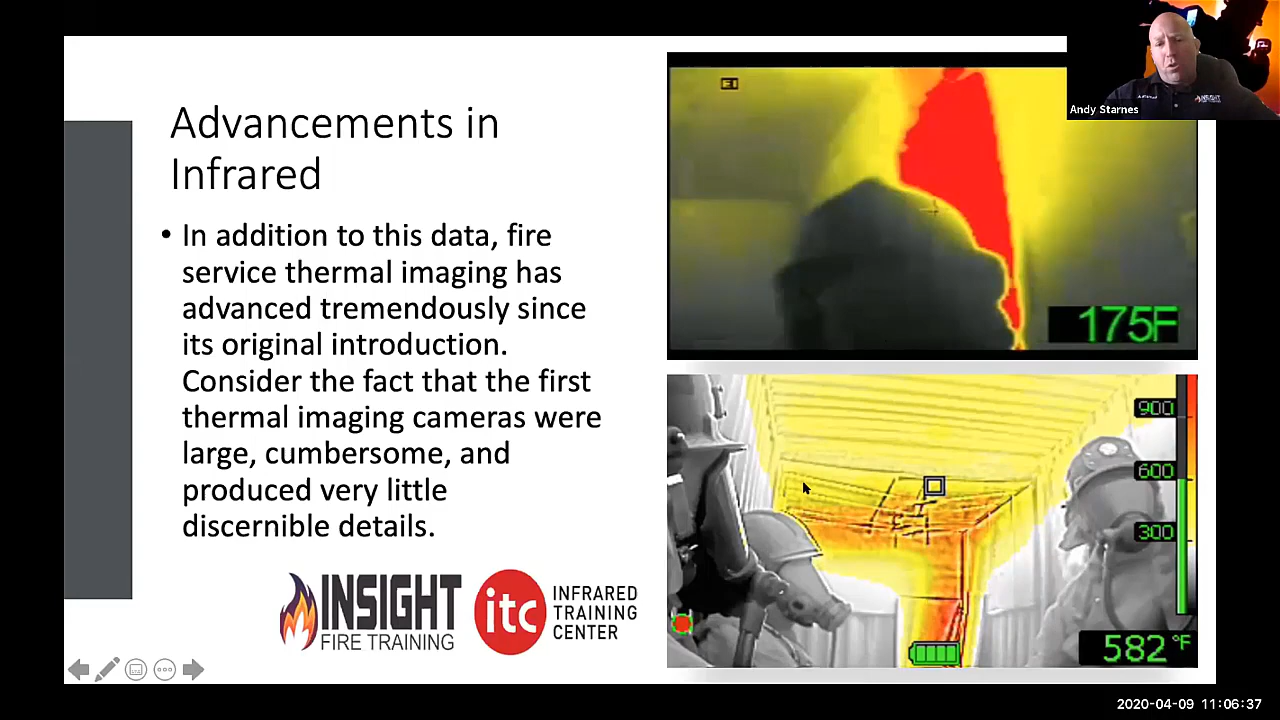 Advancements in
Infrared
• In addition to this data, fire
service thermal imaging has
advanced tremendously since
its original introduction.
Consider the fact that the first
thermal imaging cameras were
large, cumbersome, and
produced very little
discernible details.
INSIGHT
FIRE TRAINING
itc
INFRARED
TRAINING
CENTER
175F
900
600
300
582 °F
Andy Starnes
INSIGHT
2020-04-09 11:06:37